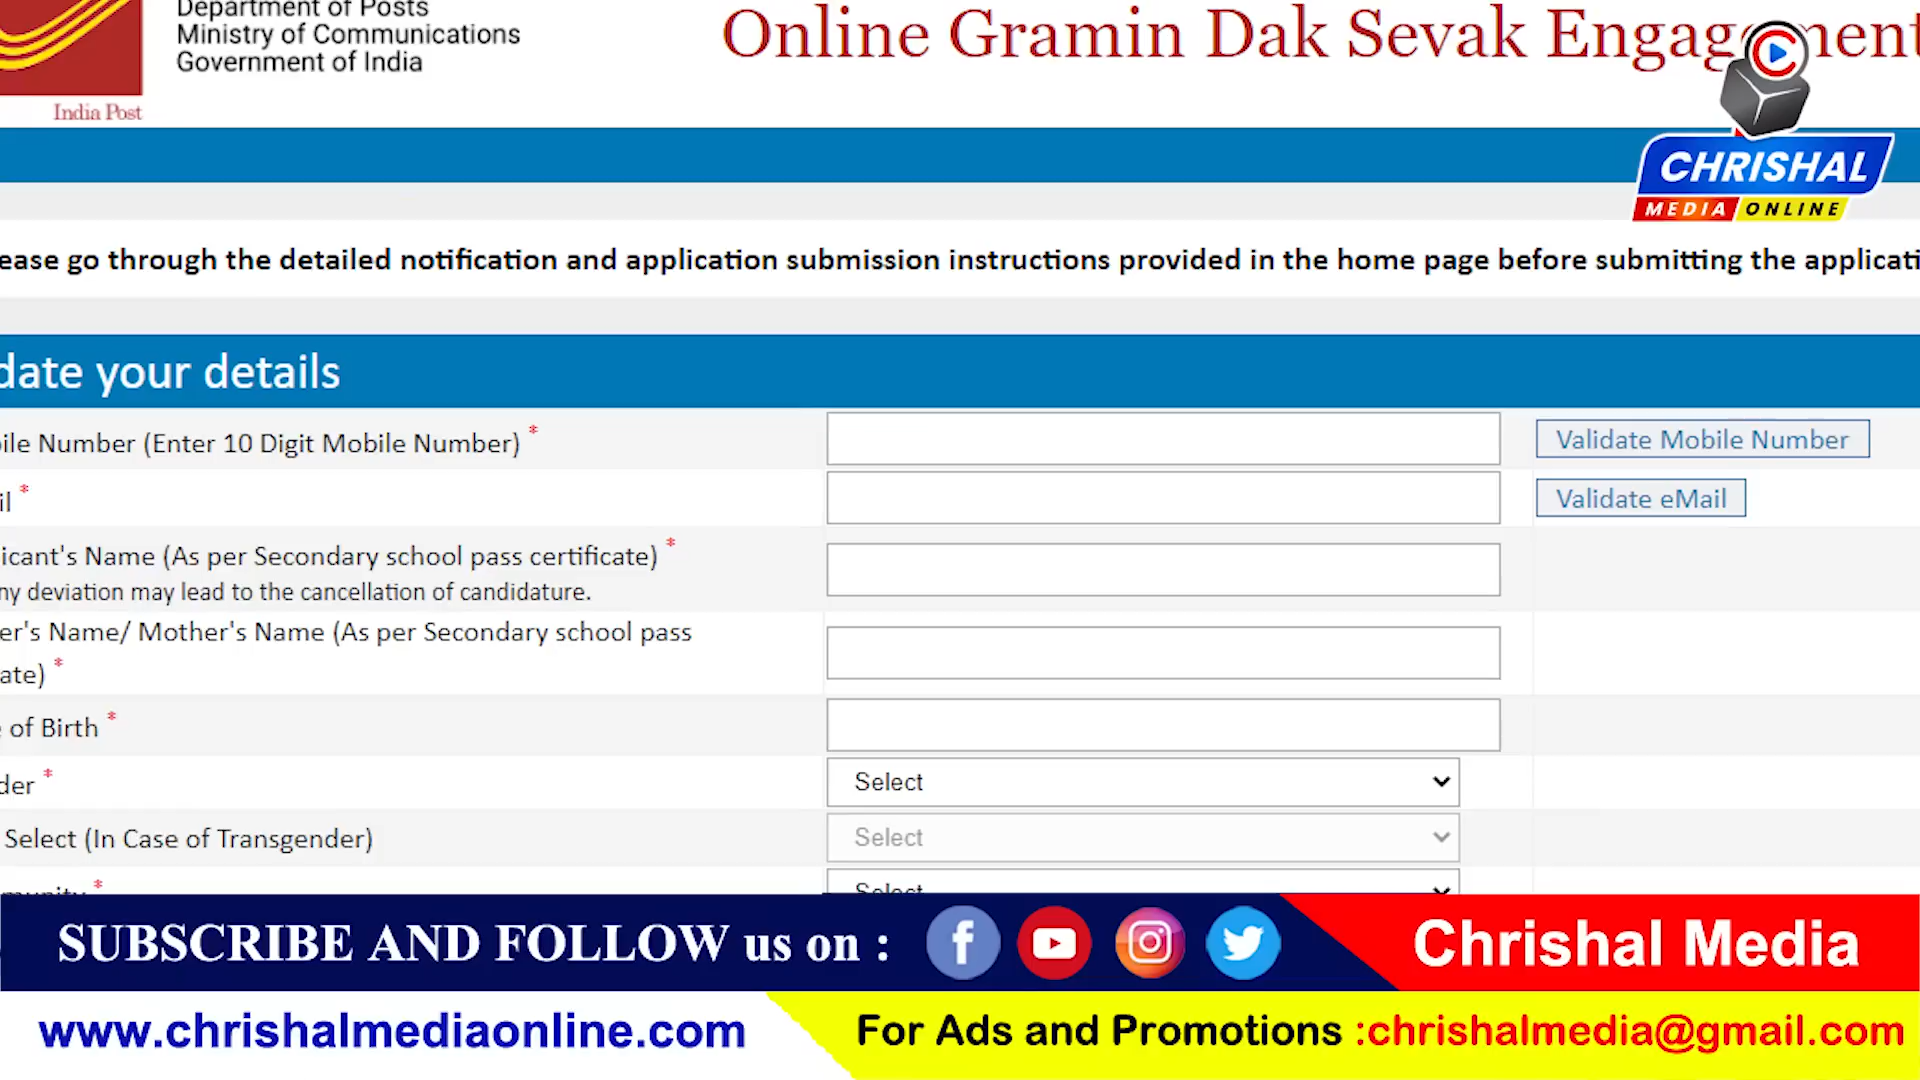 Department of Posts
Ministry of Communications
Government of India
India Post
Online Gramin Dak Sevak Engagement
CHRISHAL
MEDIA ONLINE
ease go through the detailed notification and application submission instructions provided in the home page before submitting the applicati
date your details
ile Number (Enter 10 Digit Mobile Number) *
Validate Mobile Number
il *
Validate eMail
icant's Name (As per Secondary school pass certificate) *
ny deviation may lead to the cancellation of candidature.
er's Name/ Mother's Name (As per Secondary school pass
ate) *
of Birth *
der *
Select
Select (In Case of Transgender)
Select
munity *
Select
SUBSCRIBE AND FOLLOW us on :
Chrishal Media
www.chrishalmediaonline.com
For Ads and Promotions :chrishalmedia@gmail.com